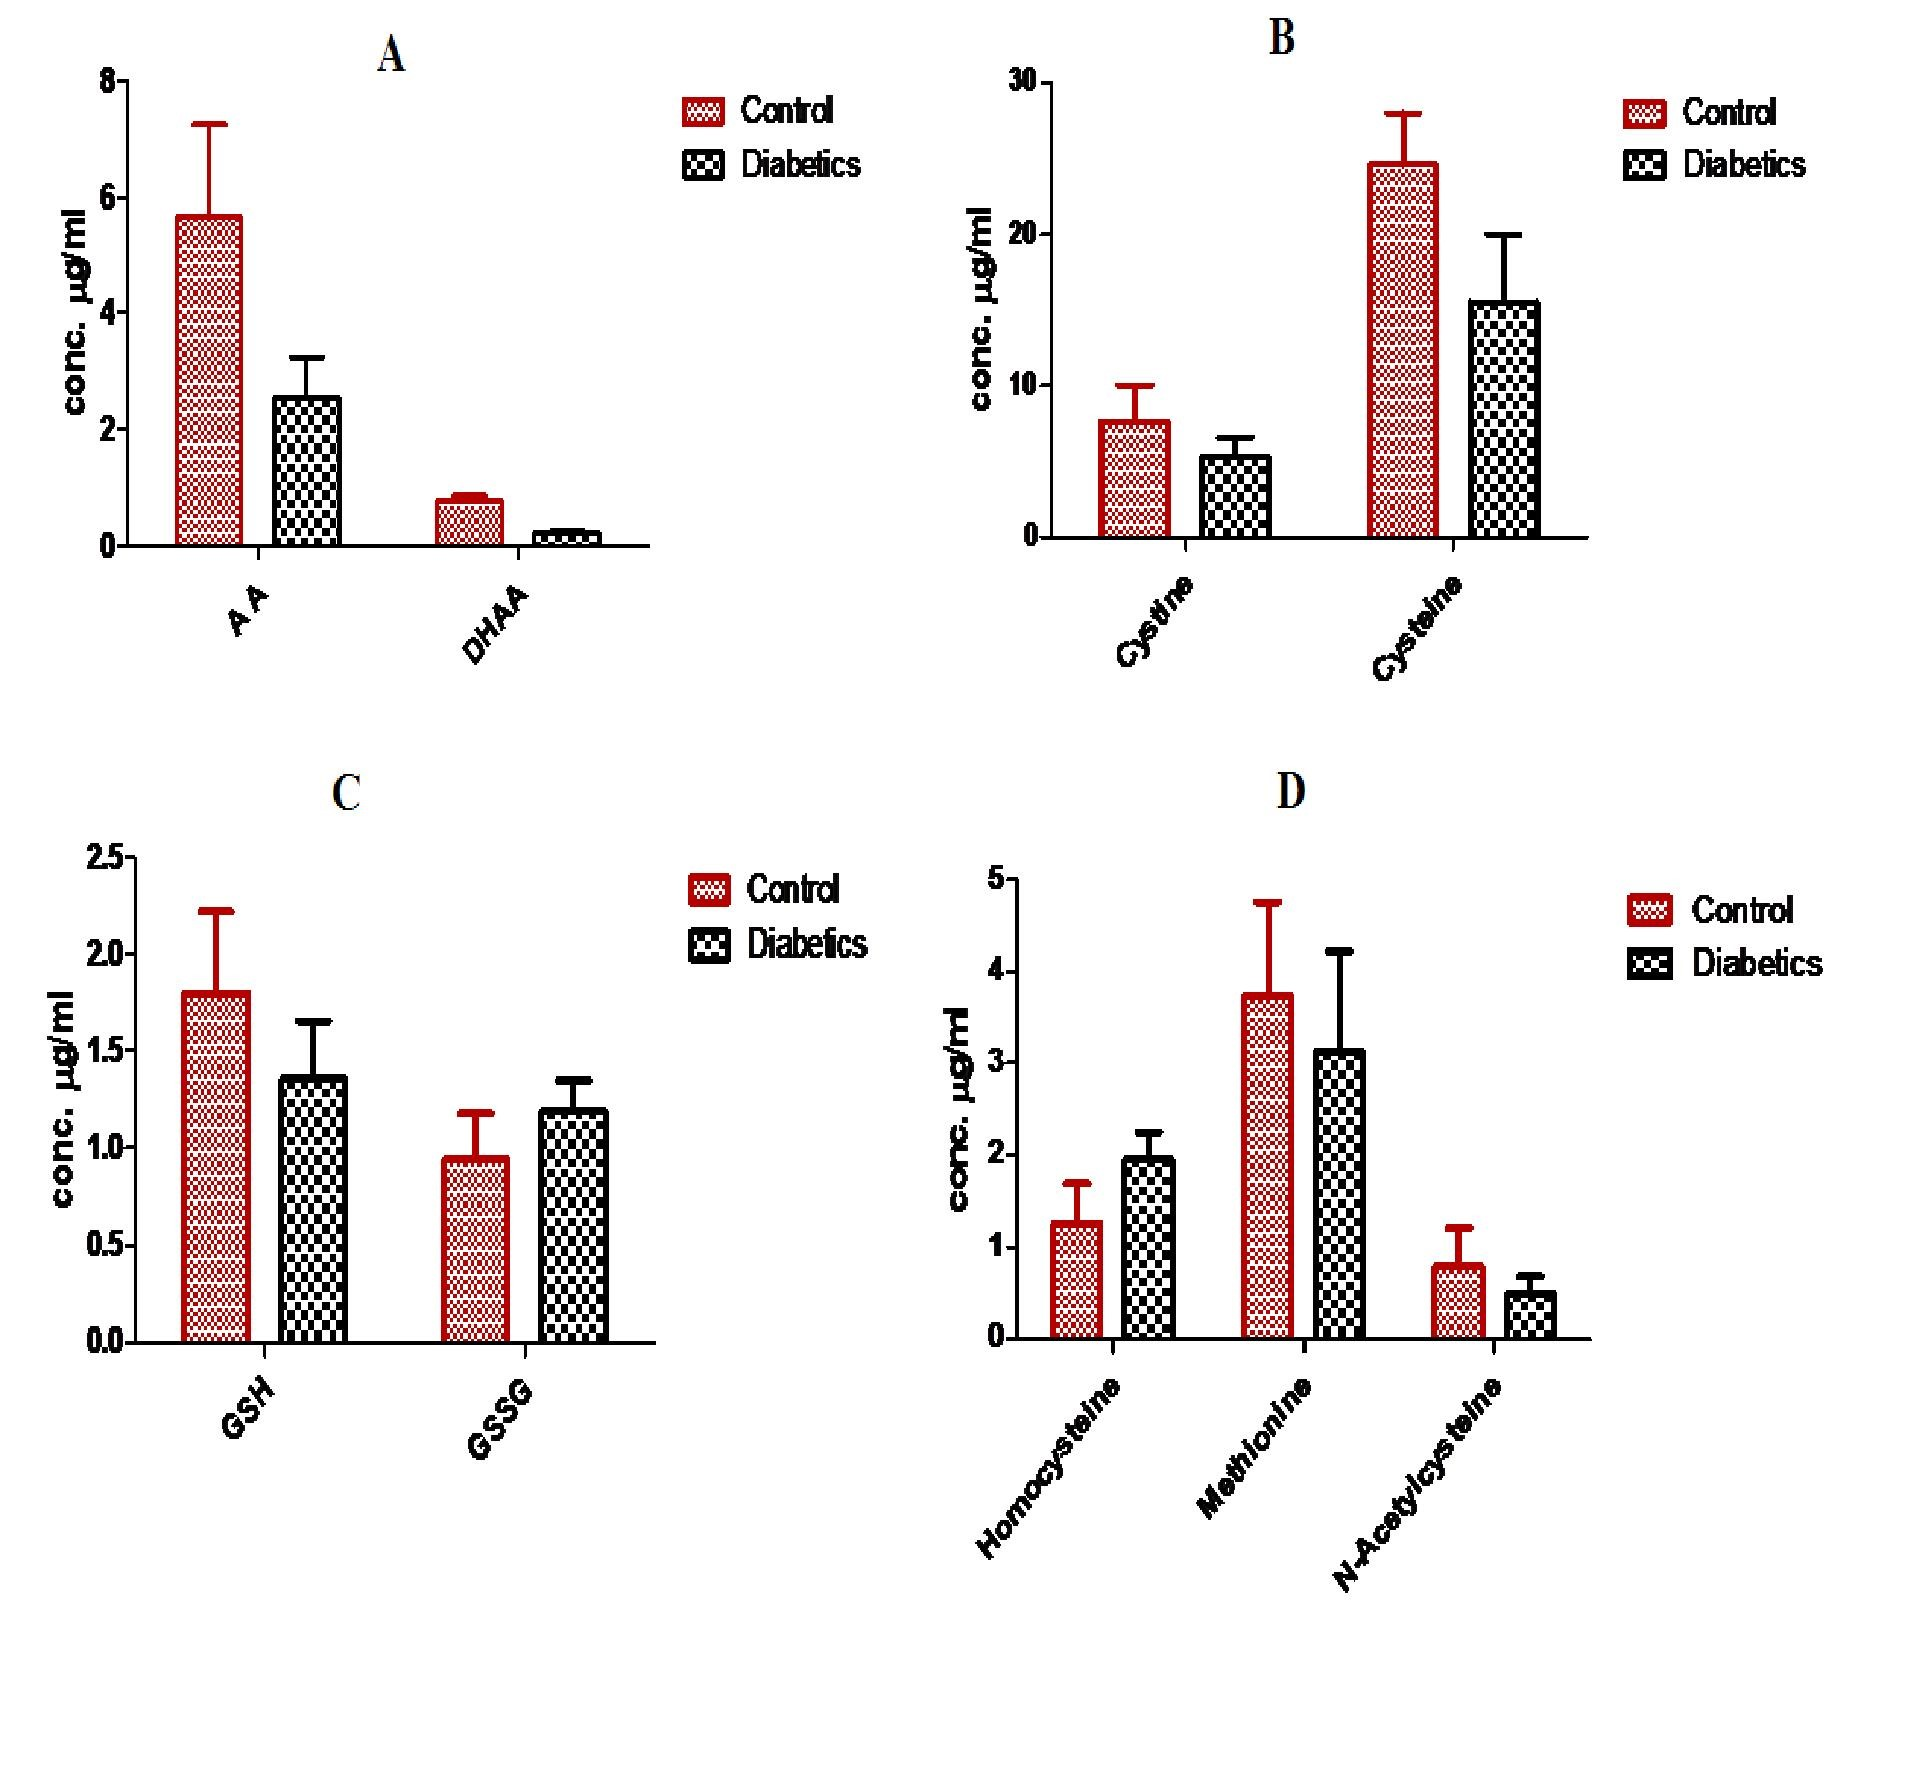 A
8
6
4
2
0
conc. µg/ml
AA
DHAA
Control
Diabetics
B
30
20
10
0
conc. µg/ml
Cystine
Cysteine
Control
Diabetics
C
2.5
2.0
1.5
1.0
0.5
0.0
conc. µg/ml
GSH
GSSG
Control
Diabetics
D
5
4
3
2
1
0
conc. µg/ml
Homocysteine
Methionine
N-Acetylcysteine
Control
Diabetics